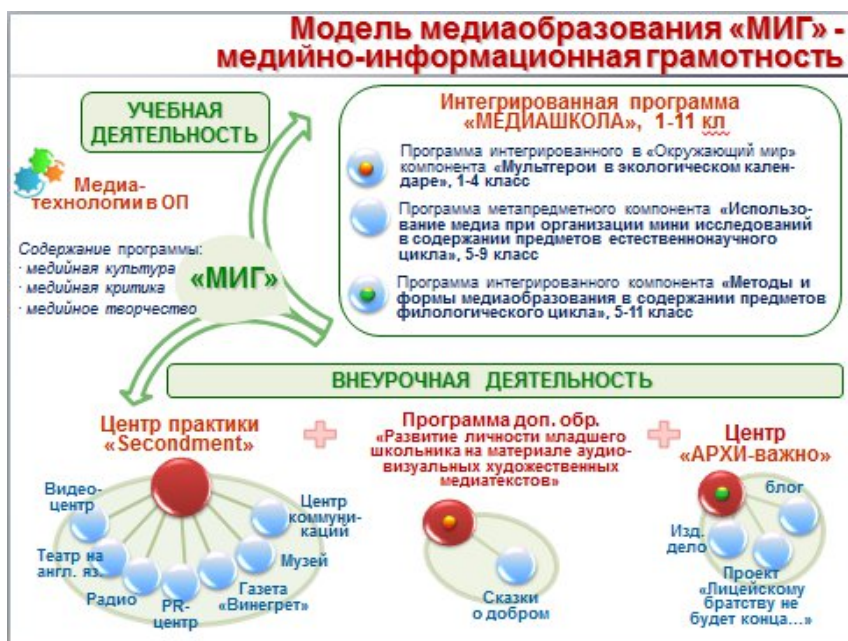 Модель медиаобразования «МИГ» -
медийно-информационная грамотность
УЧЕБНАЯ
ДЕЯТЕЛЬНОСТЬ
Медиа-
технологии в ОП
Содержание программы:
· медийная культура
· медийная критика
· медийное творчество
«МИГ»
Интегрированная программа
«МЕДИАШКОЛА», 1-11 кл
Программа интегрированного в «Окружающий мир»
компонента «Мультгерои в экологическом кален-
даре», 1-4 класс
Программа метапредметного компонента «Использо-
вание медиа при организации мини исследований
в содержании предметов естественнонаучного
цикла», 5-9 класс
Программа интегрированного компонента «Методы и
формы медиаобразования в содержании предметов
филологического цикла», 5-11 класс
ВНЕУРОЧНАЯ ДЕЯТЕЛЬНОСТЬ
Центр практики
«Secondment»
Видео-
центр
Театр на
англ. яз.
Радио
PR-
центр
Газета
«Винегрет»
Музей
Центр
коммуни-
каций
Программа доп. обр.
«Развитие личности младшего
школьника на материале аудио-
визуальных художественных
медиатекстов»
Сказки
о добром
Центр
«АРХИ-важно»
блог
Изд.
дело
Проект
«Лицейскому
братству не
будет конца…»